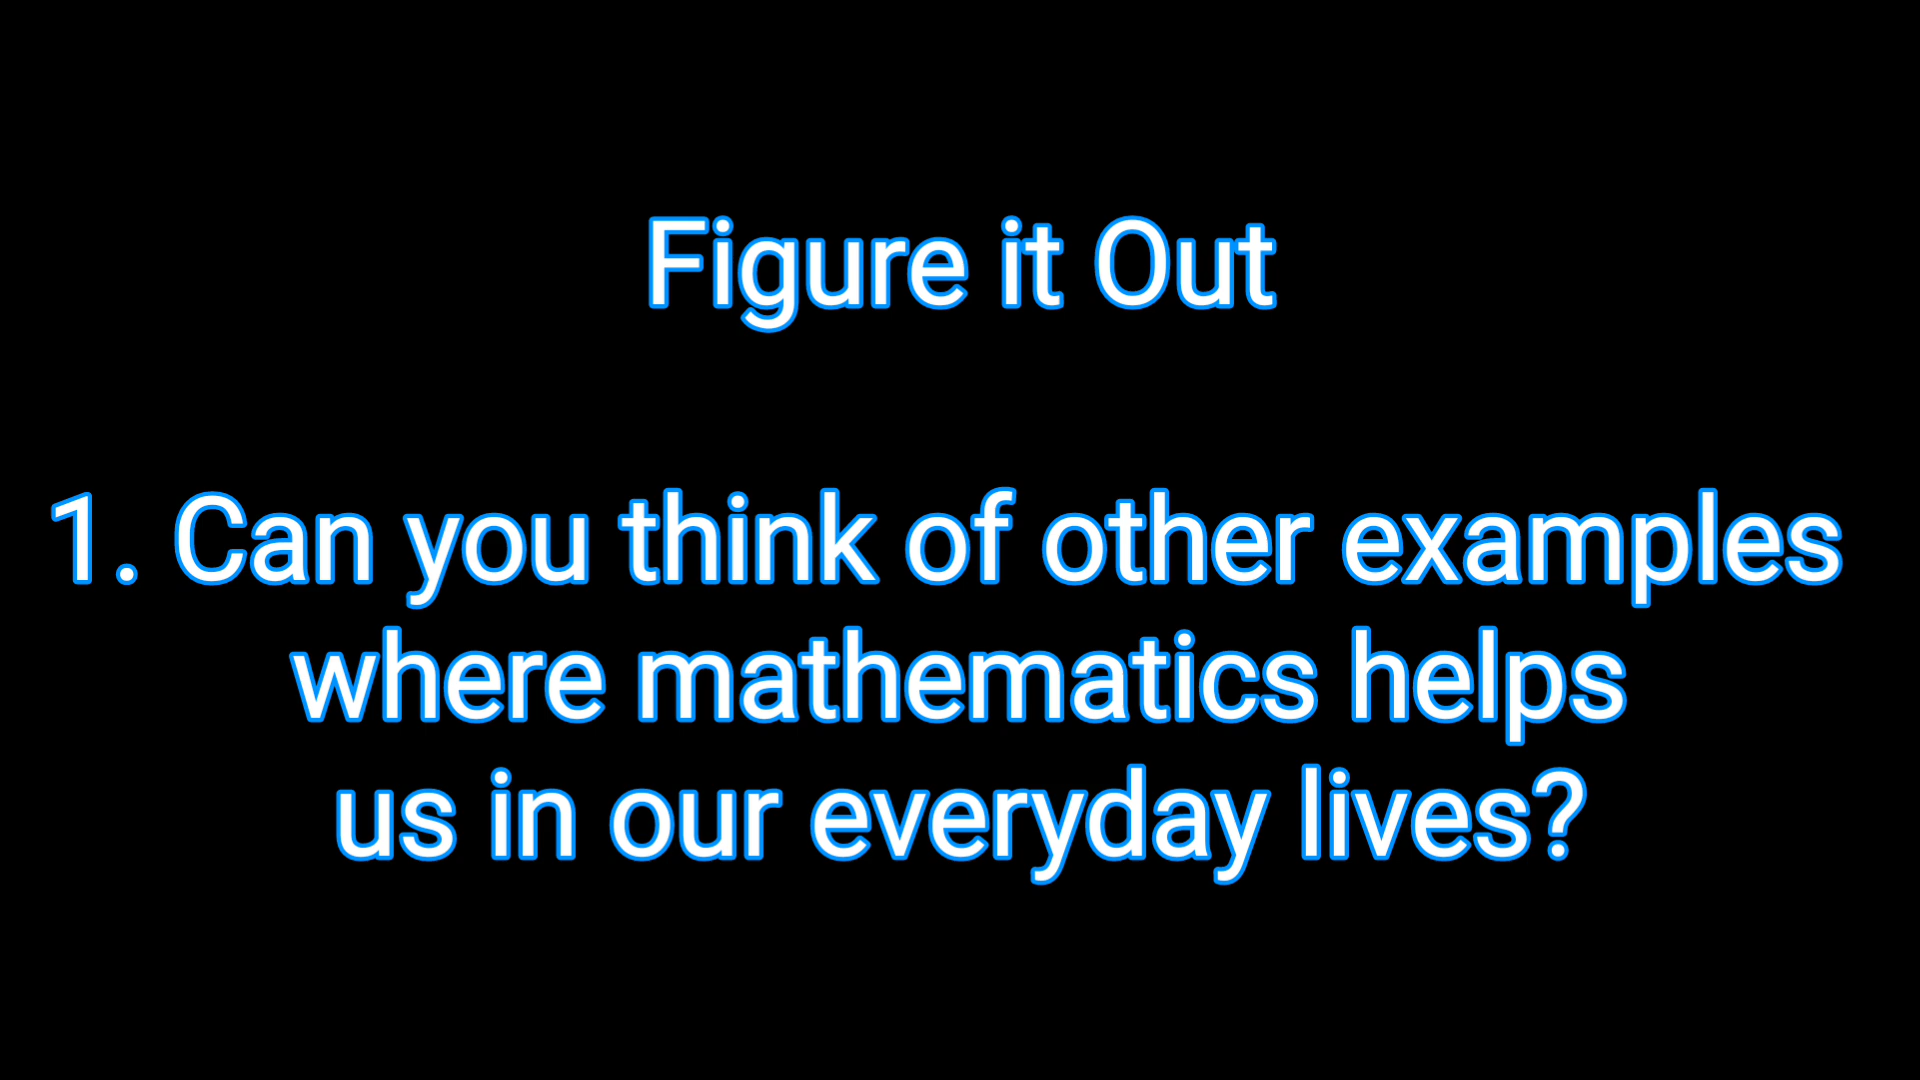 Figure it Out
1. Can you think of other examples
where mathematics helps
us in our everyday lives?